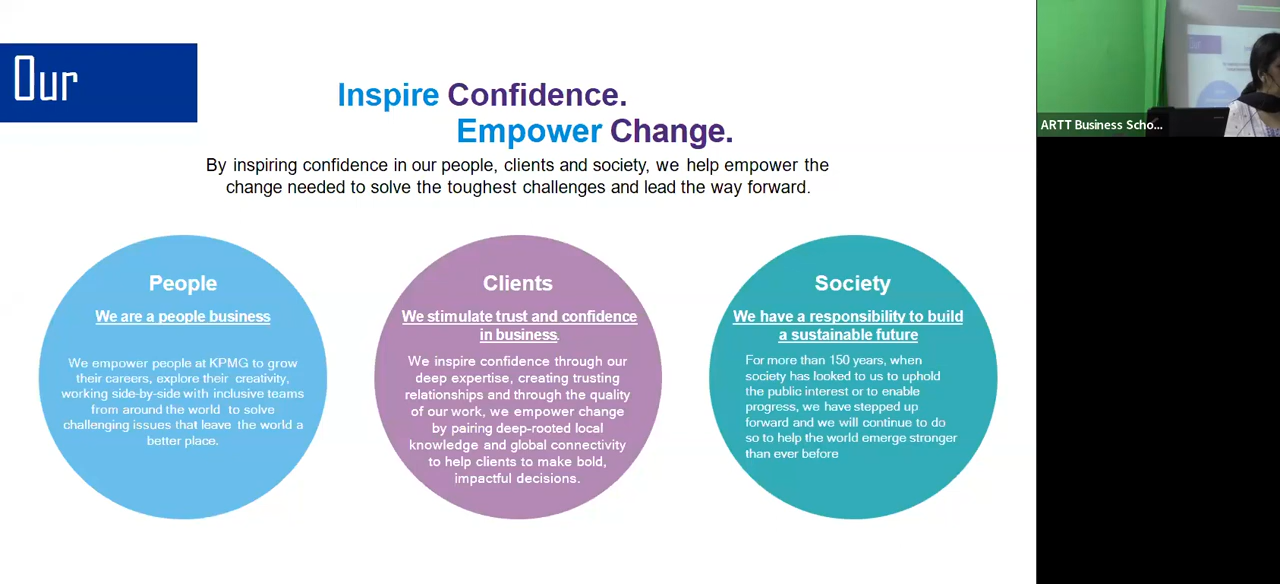 Our
Inspire Confidence.
Empower Change.
By inspiring confidence in our people, clients and society, we help empower the
change needed to solve the toughest challenges and lead the way forward.
People
We are a people business
We empower people at KPMG to grow
their careers, explore their creativity,
working side-by-side with inclusive teams
from around the world to solve
challenging issues that leave the world a
better place.
Clients
We stimulate trust and confidence
in business.
We inspire confidence through our
deep expertise, creating trusting
relationships and through the quality
of our work, we empower change
by pairing deep-rooted local
knowledge and global connectivity
to help clients to make bold,
impactful decisions.
Society
We have a responsibility to build
a sustainable future
For more than 150 years, when
society has looked to us to uphold
the public interest or to enable
progress, we have stepped up
forward and we will continue to do
so to help the world emerge stronger
than ever before
ARTT Business Scho...